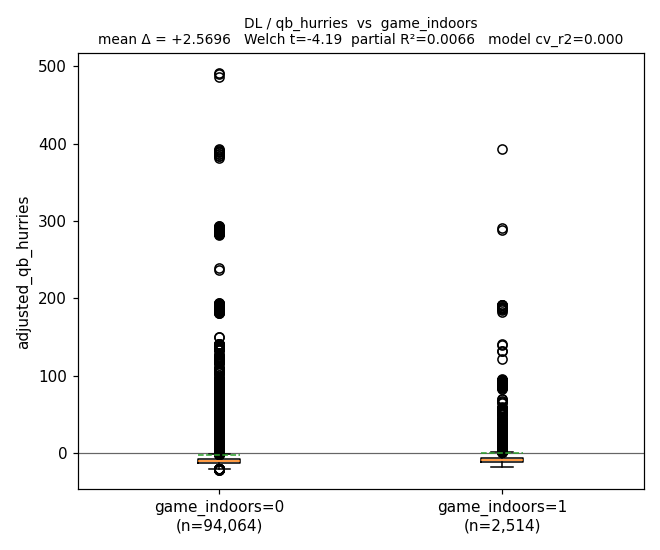 DL / qb_hurries  vs  game_indoors
mean Δ = +2.5696   Welch t=-4.19  partial R²=0.0066   model cv_r2=0.000
500
400
300
200
100
0
adjusted_qb_hurries
game_indoors=0
(n=94,064)
game_indoors=1
(n=2,514)